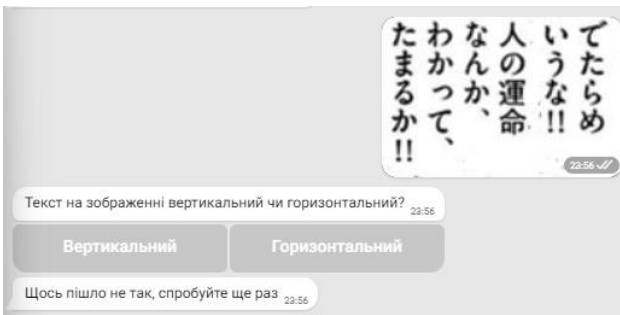 でたらめ
いうな!!
人の運命
なんか、
わかって、
たまるか!!
23:56
Текст на зображенні вертикальний чи горизонтальний?
23:56
Вертикальний
Горизонтальний
Щось пішло не так, спробуйте ще раз
23:56